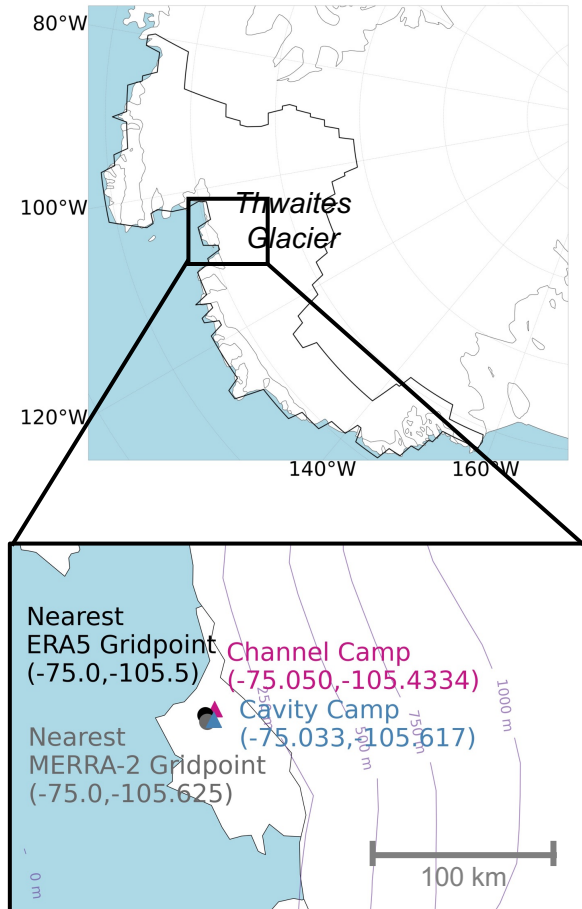 80°W
100°W
Thwaites
Glacier
120°W
140°W
160°W
Nearest
ERA5 Gridpoint
(-75.0,-105.5)
Channel Camp
(-75.050,-105.4334)
Cavity Camp
(-75.033,-105.617)
Nearest
MERRA-2 Gridpoint
(-75.0,-105.625)
250 m
500 m
750 m
1000 m
0 m
100 km